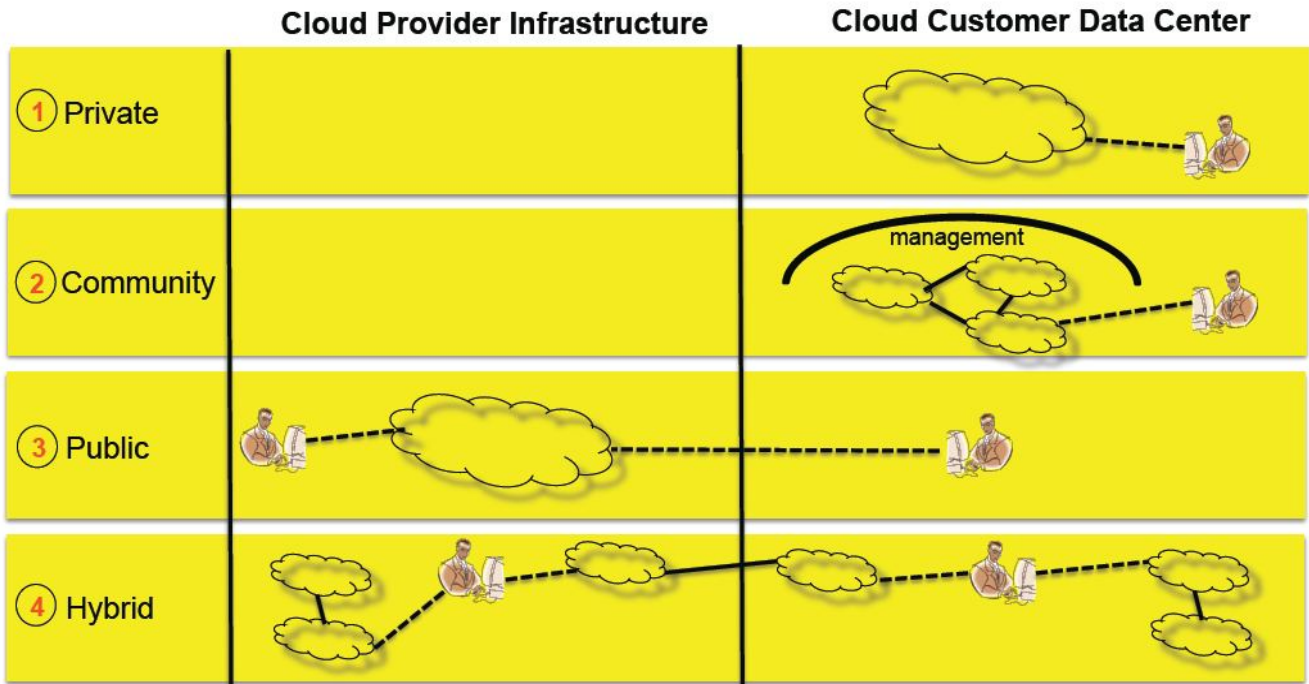 Cloud Provider Infrastructure
Cloud Customer Data Center
1 Private
management
2 Community
3 Public
4 Hybrid